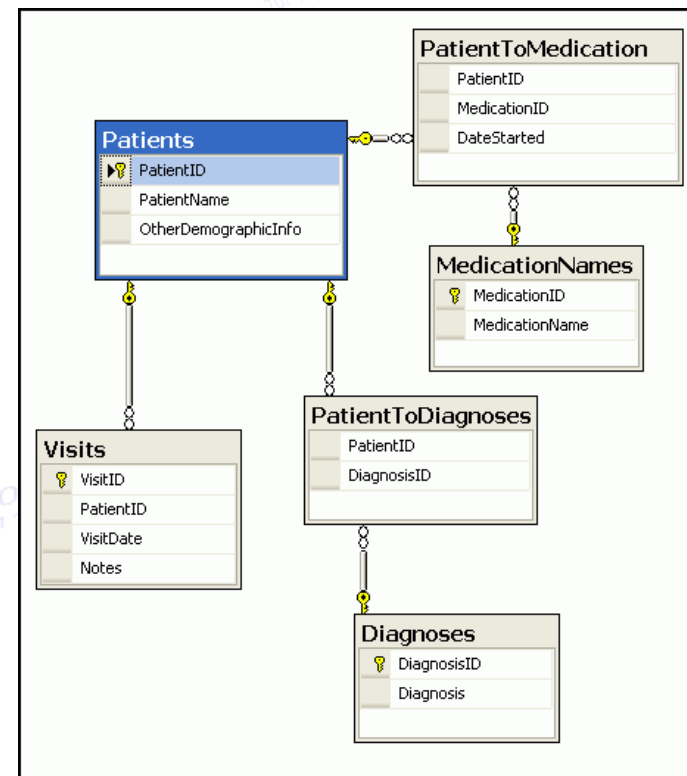 PatientToMedication
PatientID
MedicationID
DateStarted
Patients
PatientID
PatientName
OtherDemographicInfo
MedicationNames
MedicationID
MedicationName
PatientToDiagnoses
PatientID
DiagnosisID
Visits
VisitID
PatientID
VisitDate
Notes
Diagnoses
DiagnosisID
Diagnosis